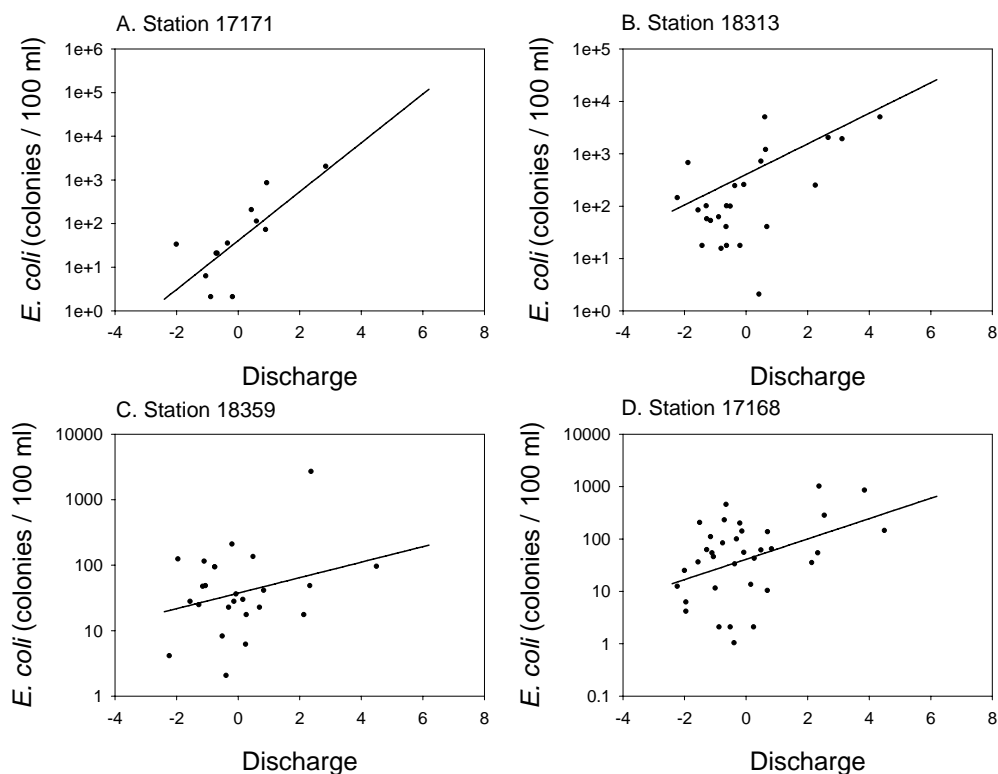 A. Station 17171
1e+6
1e+5
1e+4
1e+3
1e+2
1e+1
1e+0
-4 -2 0 2 4 6 8
E. coli (colonies / 100 ml)
Discharge
B. Station 18313
1e+5
1e+4
1e+3
1e+2
1e+1
1e+0
-4 -2 0 2 4 6 8
E. coli (colonies / 100 ml)
Discharge
C. Station 18359
10000
1000
100
10
1
-4 -2 0 2 4 6 8
E. coli (colonies / 100 ml)
Discharge
D. Station 17168
10000
1000
100
10
1
0.1
-4 -2 0 2 4 6 8
E. coli (colonies / 100 ml)
Discharge